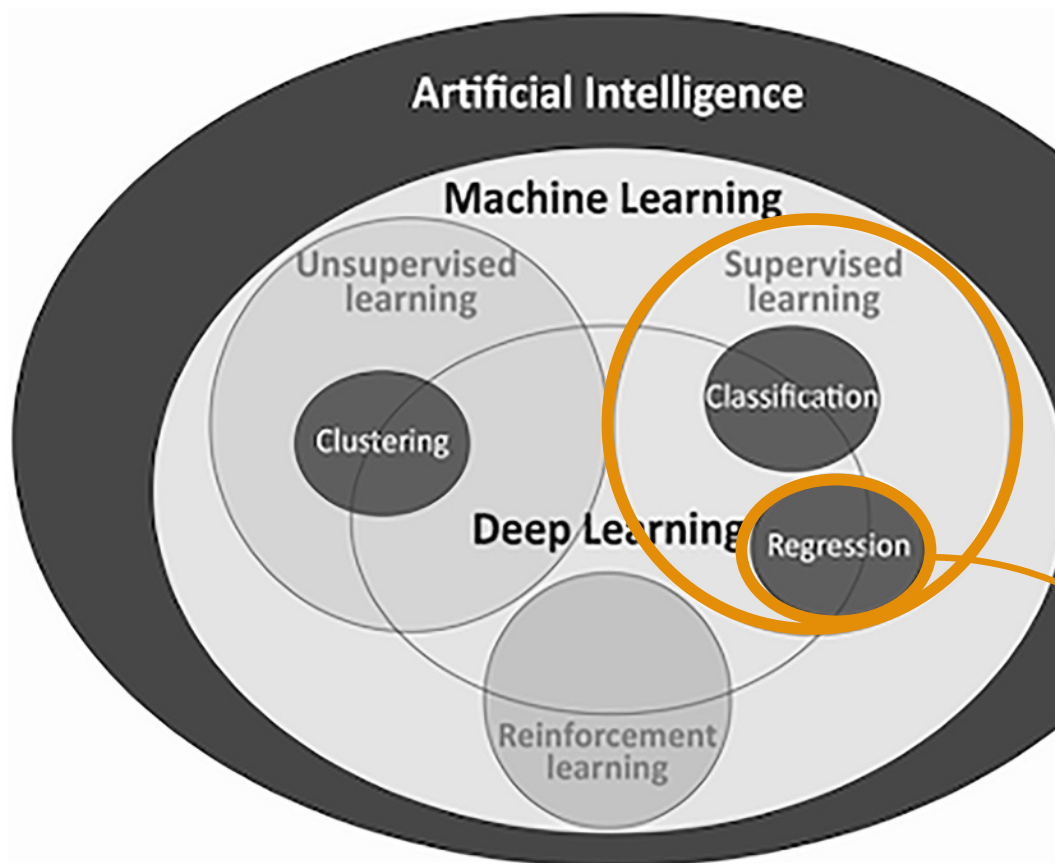 Artificial Intelligence
Machine Learning
Unsupervised
learning
Supervised
learning
Classification
Clustering
Deep Learning
Regression
Reinforcement
learning